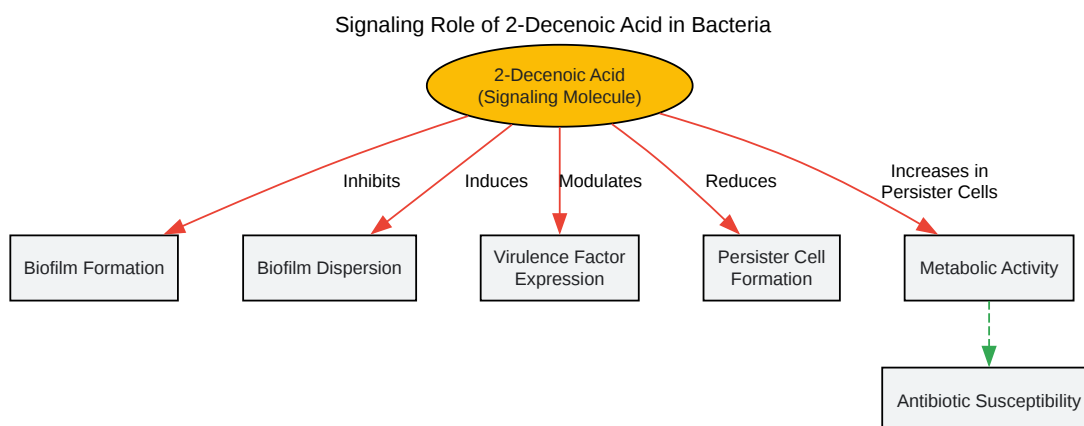 Signaling Role of 2-Decenoic Acid in Bacteria
2-Decenoic Acid
(Signaling Molecule)
Inhibits
Induces
Modulates
Reduces
Increases in
Persister Cells
Biofilm Formation
Biofilm Dispersion
Virulence Factor
Expression
Persister Cell
Formation
Metabolic Activity
Antibiotic Susceptibility